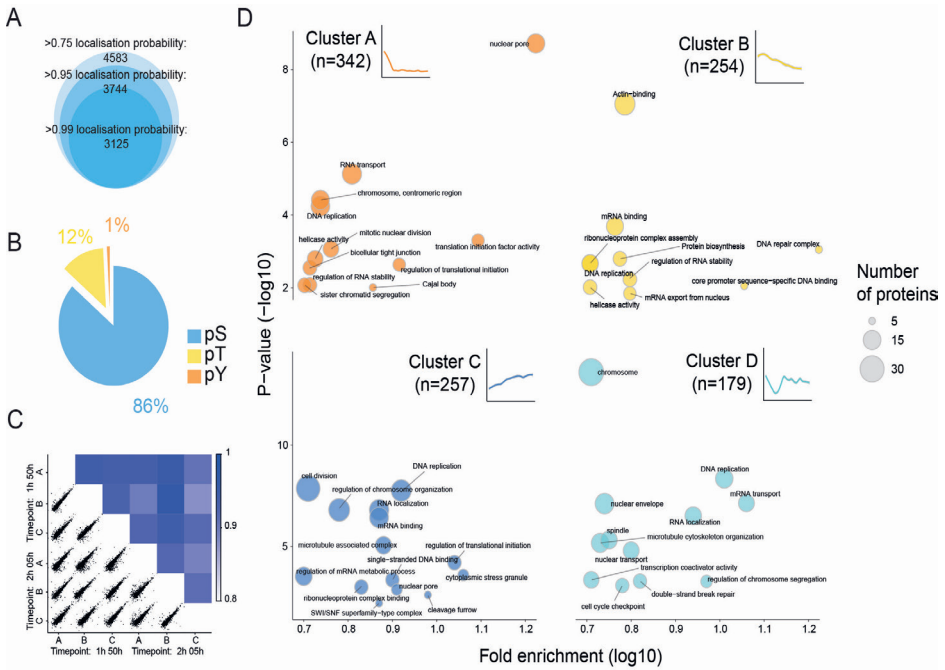 A
>0.75 localisation probability:
4583
>0.95 localisation probability:
3744
>0.99 localisation probability:
3125
B
12%
1%
86%
pS
pT
pY
C
Timepoint: 1h 50h
A
B
C
Timepoint: 2h 05h
A
B
C
A B C A B C
Timepoint: 1h 50h Timepoint: 2h 05h
1
0.9
0.8
D
P-value (-log10)
8
6
4
2
Cluster A
(n=342)
nuclear pore
RNA transport
chromosome, centromeric region
DNA replication
mitotic nuclear division
helicase activity
bicellular tight junction
translation initiation factor activity
regulation of translational initiation
regulation of RNA stability
Cajal body
sister chromatid segregation
Cluster B
(n=254)
Actin-binding
mRNA binding
ribonucleoprotein complex assembly
Protein biosynthesis
DNA repair complex
regulation of RNA stability
DNA replication
core promoter sequence-specific DNA binding
helicase activity
mRNA export from nucleus
Number
of proteins
5
15
30
10
5
Cluster C
(n=257)
cell division
DNA replication
regulation of chromosome organization
RNA localization
mRNA binding
microtubule associated complex
regulation of translational initiation
single-stranded DNA binding
regulation of mRNA metabolic process
cytoplasmic stress granule
nuclear pore
ribonucleoprotein complex binding
SWI/SNF superfamily-type complex
cleavage furrow
0.7 0.8 0.9 1.0 1.1 1.2
Cluster D
(n=179)
chromosome
DNA replication
mRNA transport
nuclear envelope
RNA localization
spindle
microtubule cytoskeleton organization
nuclear transport
transcription coactivator activity
regulation of chromosome segregation
cell cycle checkpoint
double-strand break repair
0.7 0.8 0.9 1.0 1.1 1.2
Fold enrichment (log10)